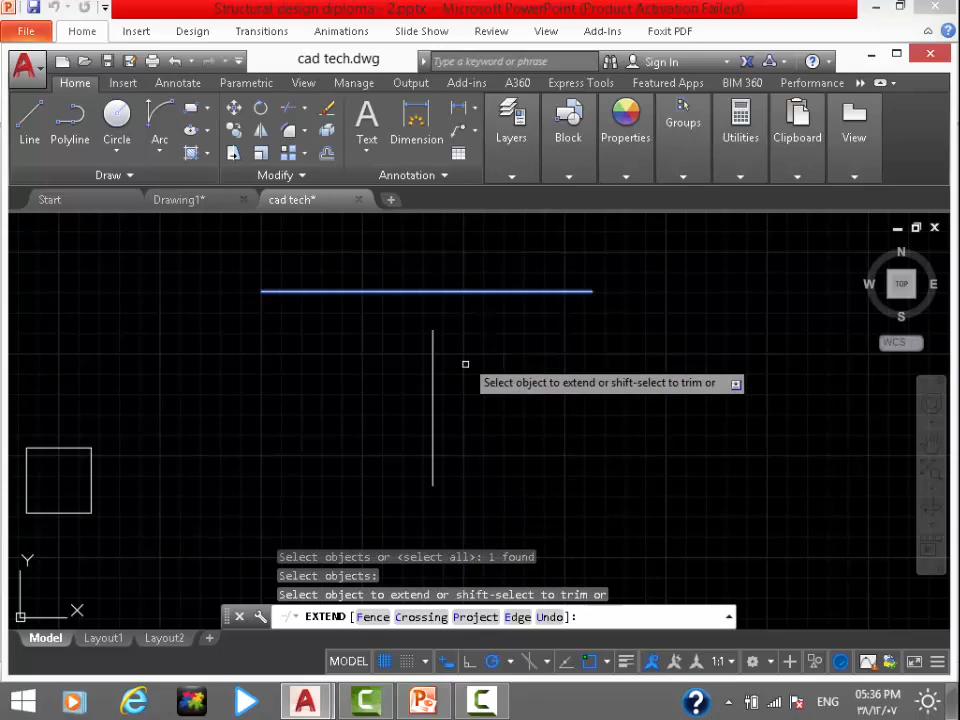 Structural design diploma - 2.pptx - Microsoft PowerPoint (Product Activation Failed)
File Home Insert Design Transitions Animations Slide Show Review View Add-Ins Foxit PDF
cad tech.dwg Type a keyword or phrase Sign In
Home Insert Annotate Parametric View Manage Output Add-ins A360 Express Tools Featured Apps BIM 360 Performance
Line Polyline Circle Arc Text Dimension Layers Block Properties Groups Utilities Clipboard View
Draw Modify Annotation
Start Drawing1* cad tech*
N
W TOP E
S
WCS
Select object to extend or shift-select to trim or
Y
X
Select objects or <select all>: 1 found
Select objects:
Select object to extend or shift-select to trim or
EXTEND [Fence Crossing Project Edge Undo]:
Model Layout1 Layout2
MODEL 1:1
ENG 05:36 PM
٣٨/١٢/٠٧